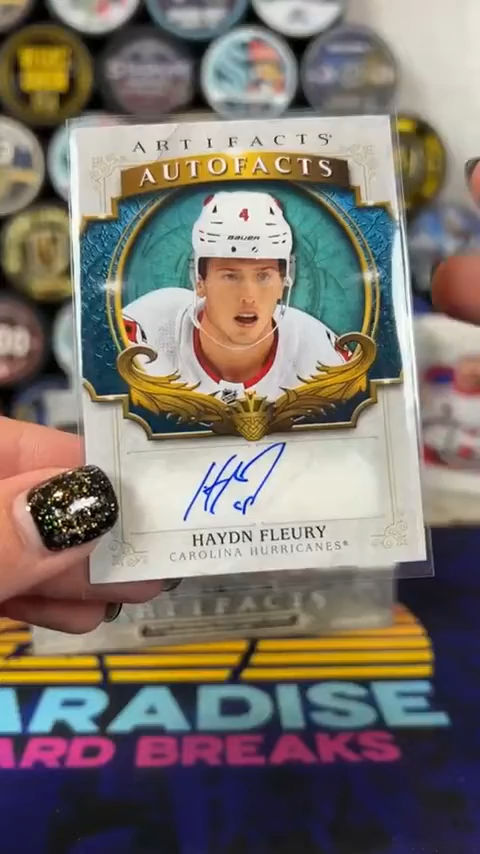 ARTIFACTS
AUTOFACTS
4
BAUER
HAYDN FLEURY
CAROLINA HURRICANES®
ARTIFACTS
ARADISE
ARD BREAKS